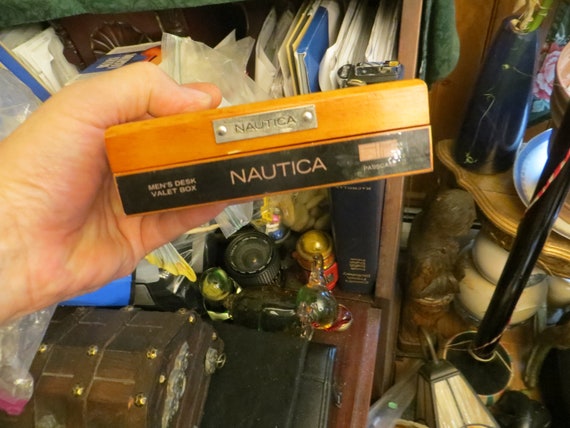 NAUTICA
MEN'S DESK
VALET BOX
NAUTICA